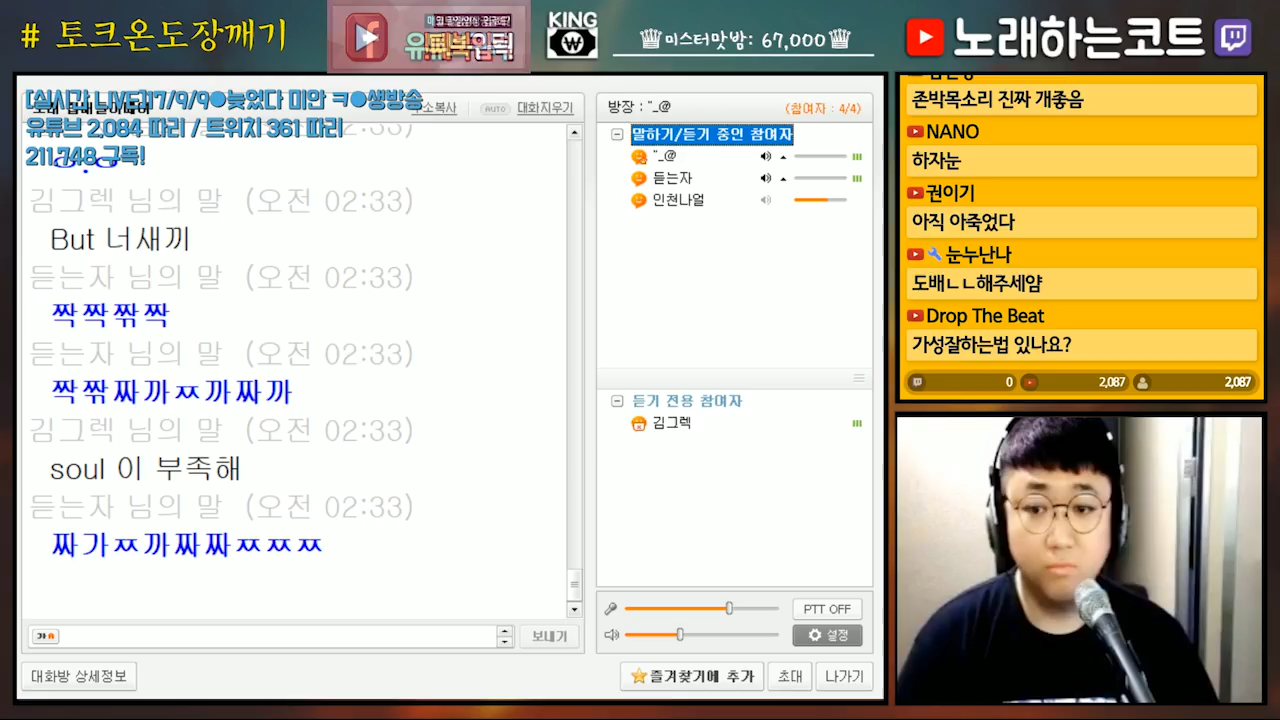 # 토크온도장깨기
유튜북입력
KING
미스터맛밤: 67,000
노래하는코트
[실시간 LIVE]17/9/9●늦었다 미안 ㅋ●생방송
유튜브 2,084 따리 / 트위치 361 따리
211,748 구독!
주소복사
AUTO
대화지우기
김그렉 님의 말 (오전 02:33)
But 너새끼
듣는자 님의 말 (오전 02:33)
짝짝짞짝
듣는자 님의 말 (오전 02:33)
짝짞짜까ㅉ까짜까
김그렉 님의 말 (오전 02:33)
soul 이 부족해
듣는자 님의 말 (오전 02:33)
짜가ㅉ까짜짜ㅉㅉㅉ
가A
보내기
대화방 상세정보
방장 : "_@
(참여자 : 4/4)
말하기/듣기 중인 참여자
"_@
듣는자
인천나얼
듣기 전용 참여자
김그렉
PTT OFF
설정
즐겨찾기에 추가
초대
나가기
존박목소리 진짜 개좋음
NANO
하자눈
권이기
아직 아죽었다
눈누난나
도배ㄴㄴ해주세얌
Drop The Beat
가성잘하는법 있나요?
0
2,087
2,087